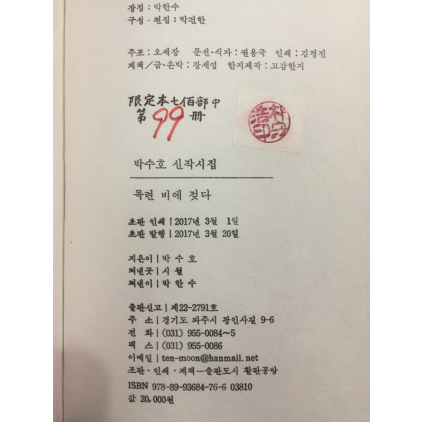 장정 : 박한수
구성 · 편집 : 박건한
주조 : 오세장 문선·식자 : 권용국 인쇄 : 김평진
제책/금·은박 : 장세엽 한지제작 : 고감한지
限定本七佰部中
第99册
박수호 신작시집
목련 비에 젖다
초판 인쇄 | 2017년 3월 1일
초판 발행 | 2017년 3월 20일
지은이 | 박 수 호
펴낸곳 | 시 월
펴낸이 | 박 한 수
출판신고 | 제22-2791호
주 소 | 경기도 파주시 광인사길 9-6
전 화 | (031) 955-0084~5
팩 스 | (031) 955-0086
이메일 | ten-moon@hanmail.net
조판 · 인쇄 · 제책―출판도시 활판공방
ISBN 978-89-93684-76-6 03810
값 20,000원